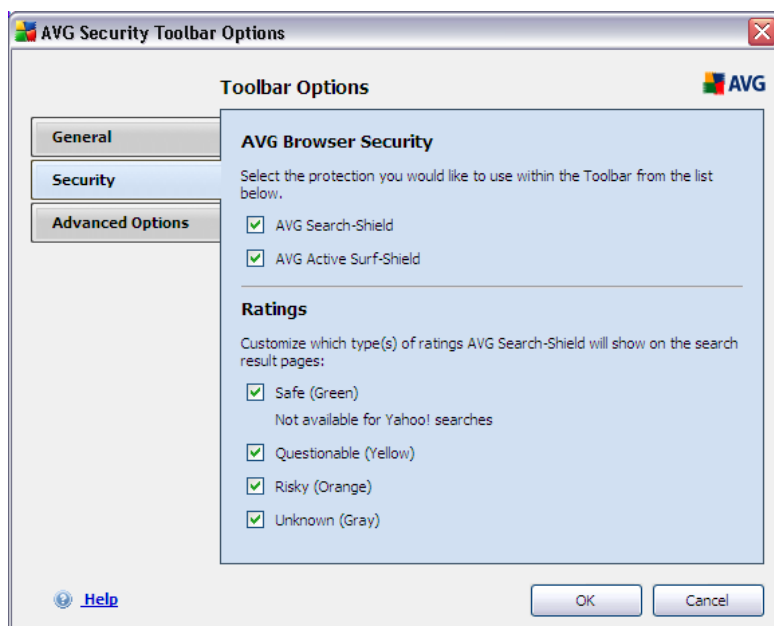 AVG Security Toolbar Options
Toolbar Options
AVG
General
Security
Advanced Options
AVG Browser Security
Select the protection you would like to use within the Toolbar from the list
below.
AVG Search-Shield
AVG Active Surf-Shield
Ratings
Customize which type(s) of ratings AVG Search-Shield will show on the search
result pages:
Safe (Green)
Not available for Yahoo! searches
Questionable (Yellow)
Risky (Orange)
Unknown (Gray)
Help
OK
Cancel